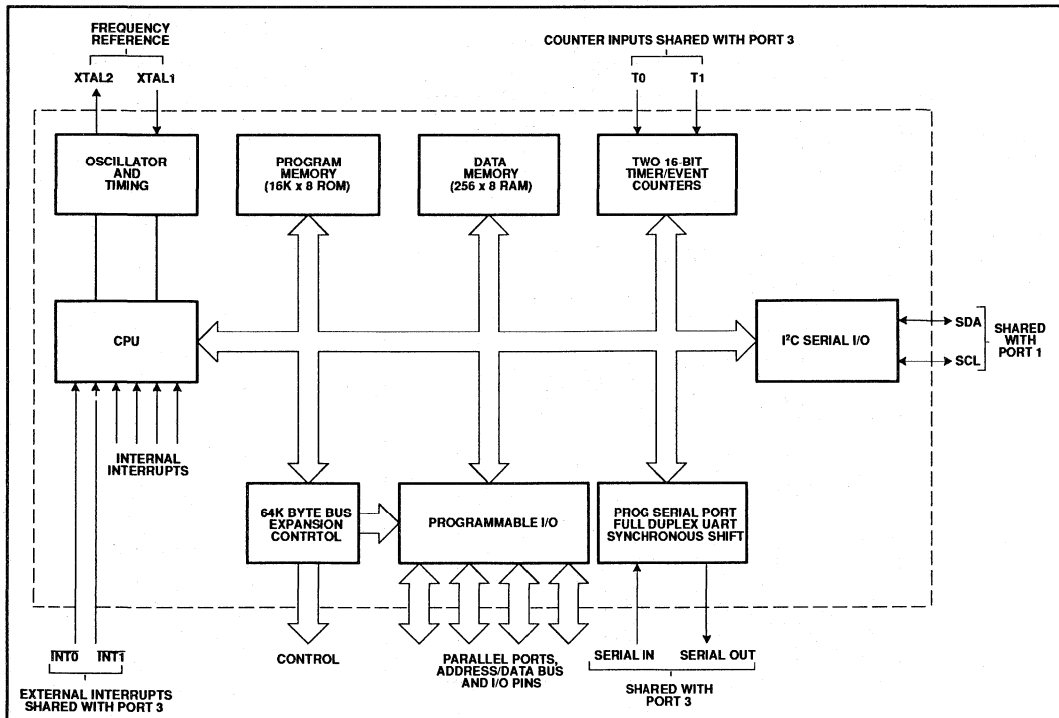 FREQUENCY
REFERENCE
XTAL2
XTAL1
COUNTER INPUTS SHARED WITH PORT 3
T0
T1
OSCILLATOR
AND
TIMING
PROGRAM
MEMORY
(16K x 8 ROM)
DATA
MEMORY
(256 x 8 RAM)
TWO 16-BIT
TIMER/EVENT
COUNTERS
CPU
I²C SERIAL I/O
SDA
SCL
SHARED
WITH
PORT 1
INTERNAL
INTERRUPTS
64K BYTE BUS
EXPANSION
CONTRTOL
PROGRAMMABLE I/O
PROG SERIAL PORT
FULL DUPLEX UART
SYNCHRONOUS SHIFT
INT0
INT1
EXTERNAL INTERRUPTS
SHARED WITH PORT 3
CONTROL
PARALLEL PORTS,
ADDRESS/DATA BUS
AND I/O PINS
SERIAL IN
SERIAL OUT
SHARED WITH
PORT 3